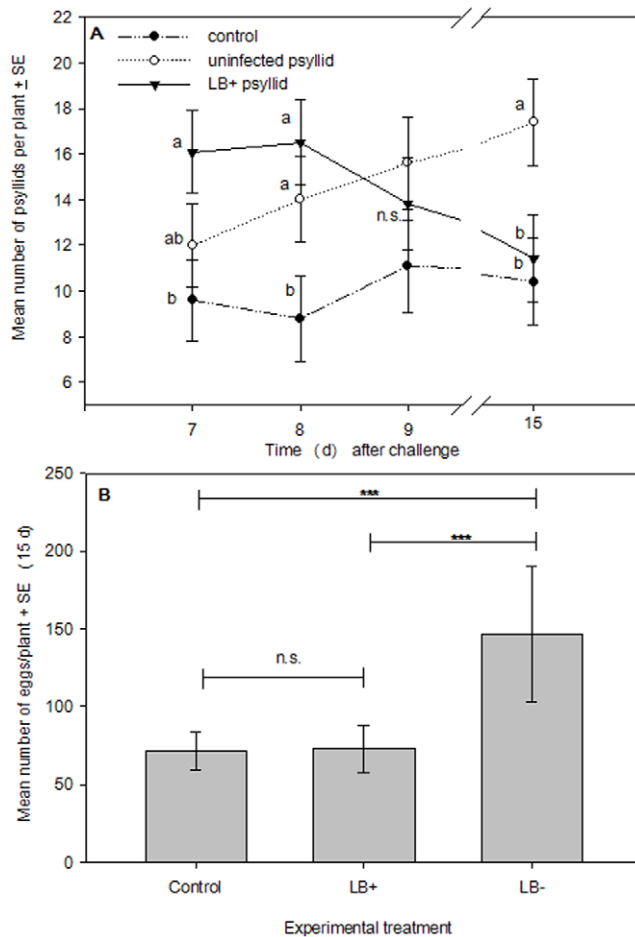 22
20
18
16
14
12
10
8
6
Mean number of psyllids per plant ± SE
A
control
uninfected psyllid
LB+ psyllid
a
a
a
a
ab
n.s.
b
b
b
b
7
8
9
15
Time (d) after challenge
250
200
150
100
50
0
Mean number of eggs/plant + SE (15 d)
B
***
***
n.s.
Control
LB+
LB-
Experimental treatment